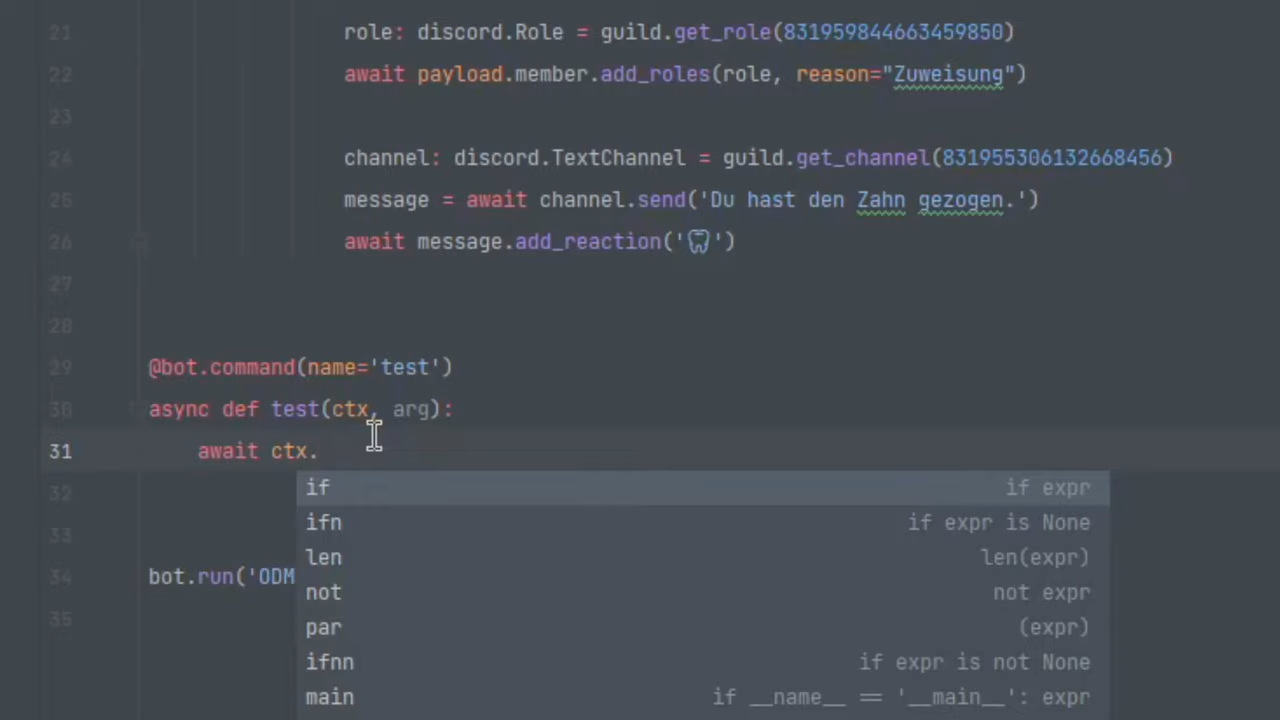 21 role: discord.Role = guild.get_role(831959844663459850)
22 await payload.member.add_roles(role, reason="Zuweisung")
23
24 channel: discord.TextChannel = guild.get_channel(831955306132668456)
25 message = await channel.send('Du hast den Zahn gezogen.')
26 await message.add_reaction('🦷')
27
28
29 @bot.command(name='test')
30 async def test(ctx, arg):
31 await ctx.
32
33
34 bot.run('ODM
35
if if expr
ifn if expr is None
len len(expr)
not not expr
par (expr)
ifnn if expr is not None
main if __name__ == '__main__': expr